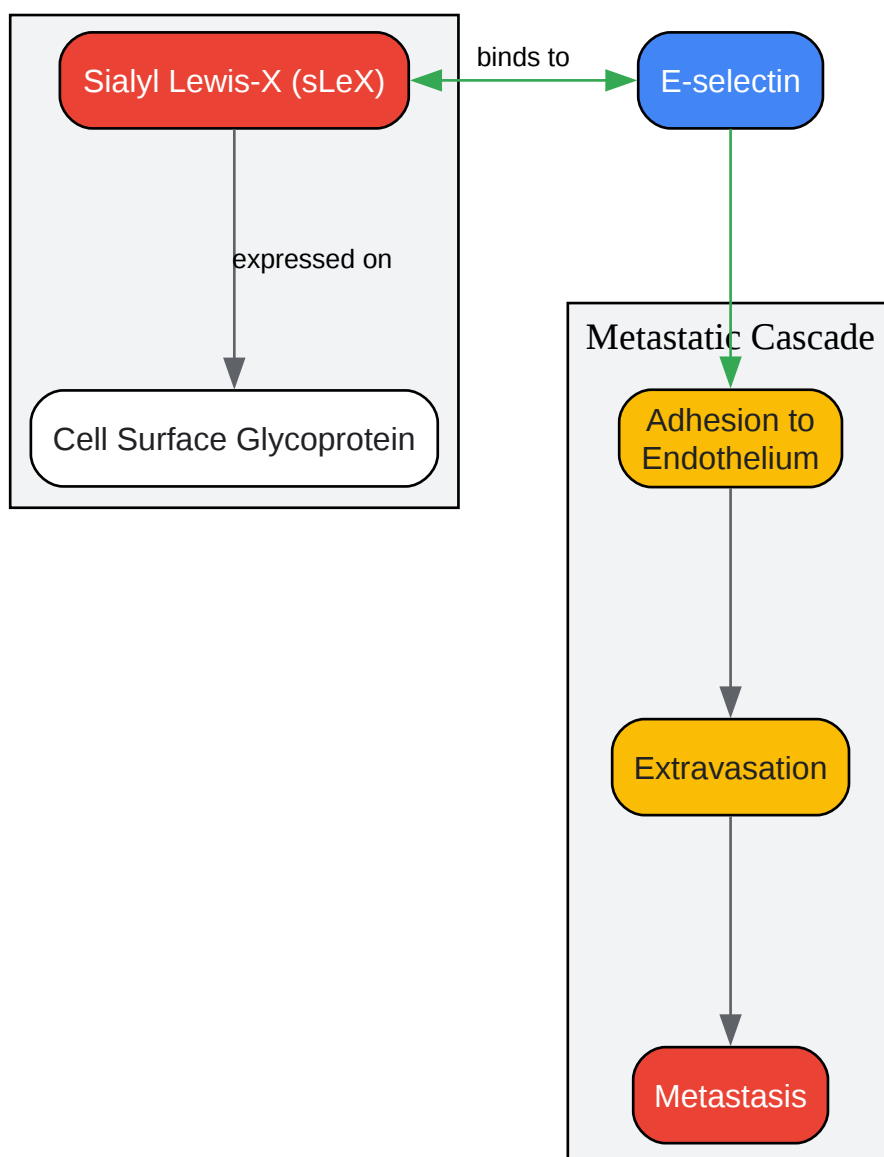 Sialyl Lewis-X (sLeX)
binds to
E-selectin
expressed on
Cell Surface Glycoprotein
Metastatic Cascade
Adhesion to
Endothelium
Extravasation
Metastasis